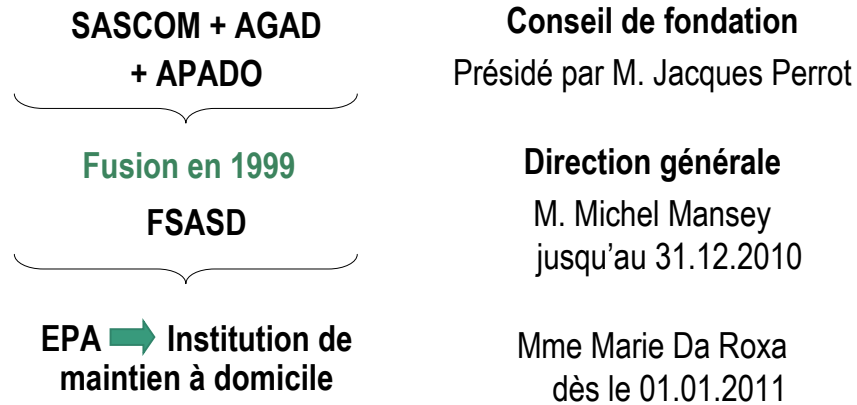 SASCOM + AGAD
+ APADO
Fusion en 1999
FSASD
EPA Institution de
maintien à domicile
Conseil de fondation
Présidé par M. Jacques Perrot
Direction générale
M. Michel Mansey
jusqu'au 31.12.2010
Mme Marie Da Roxa
dès le 01.01.2011